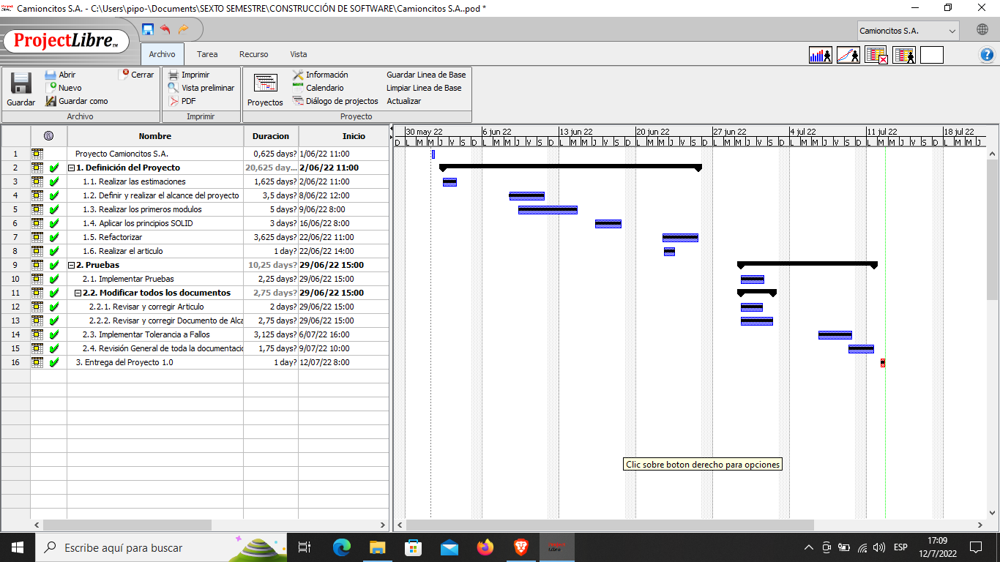 Camioncitos S.A. - C:\Users\pipo-\Documents\SEXTO SEMESTRE\CONSTRUCCIÓN DE SOFTWARE\Camioncitos S.A..pod *
ProjectLibre™
Camioncitos S.A.
Archivo Tarea Recurso Vista
Guardar
Abrir
Nuevo
Guardar como
Cerrar
Archivo
Imprimir
Vista preliminar
PDF
Imprimir
Proyectos
Información
Calendario
Diálogo de projectos
Guardar Linea de Base
Limpiar Linea de Base
Actualizar
Proyecto
Nombre Duracion Inicio
1 Proyecto Camioncitos S.A. 0,625 days? 1/06/22 11:00
2 1. Definición del Proyecto 20,625 day... 2/06/22 11:00
3 1.1. Realizar las estimaciones 1,625 days? 2/06/22 11:00
4 1.2. Definir y realizar el alcance del proyecto 3,5 days? 8/06/22 12:00
5 1.3. Realizar los primeros modulos 5 days? 9/06/22 8:00
6 1.4. Aplicar los principios SOLID 3 days? 16/06/22 8:00
7 1.5. Refactorizar 3,625 days? 22/06/22 11:00
8 1.6. Realizar el articulo 1 day? 22/06/22 14:00
9 2. Pruebas 10,25 days? 29/06/22 15:00
10 2.1. Implementar Pruebas 2,25 days? 29/06/22 15:00
11 2.2. Modificar todos los documentos 2,75 days? 29/06/22 15:00
12 2.2.1. Revisar y corregir Articulo 2 days? 29/06/22 15:00
13 2.2.2. Revisar y corregir Documento de Alca 2,75 days? 29/06/22 15:00
14 2.3. Implementar Tolerancia a Fallos 3,125 days? 6/07/22 16:00
15 2.4. Revisión General de toda la documentacio 1,75 days? 9/07/22 10:00
16 3. Entrega del Proyecto 1.0 1 day? 12/07/22 8:00
30 may 22 6 jun 22 13 jun 22 20 jun 22 27 jun 22 4 jul 22 11 jul 22 18 jul 22
D L M M J V S D L M M J V S D L M M J V S D L M M J V S D L M M J V S D L M M J V S D L M M J V S D L M M J
Clic sobre boton derecho para opciones
Escribe aquí para buscar
ESP
17:09
12/7/2022